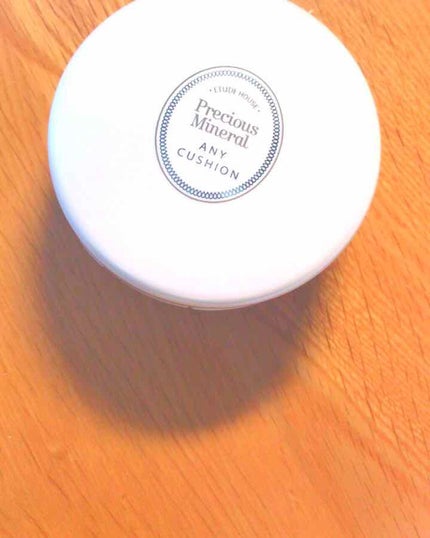 · ETUDE HOUSE ·
Precious
Mineral
ANY
CUSHION